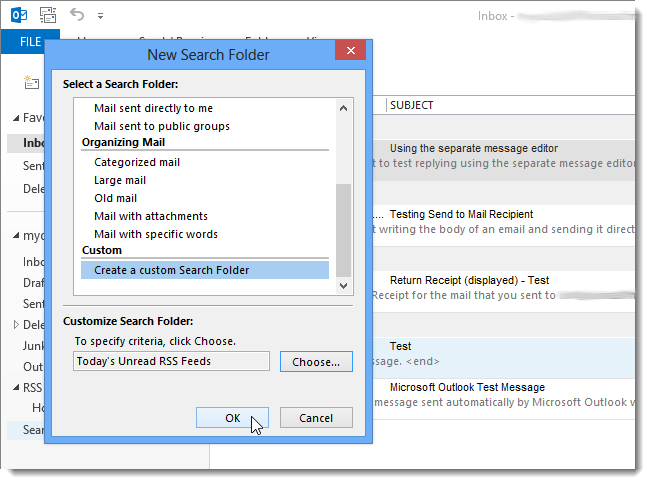 Inbox -
FILE
New Search Folder
Select a Search Folder:
Mail sent directly to me
Mail sent to public groups
Organizing Mail
Categorized mail
Large mail
Old mail
Mail with attachments
Mail with specific words
Custom
Create a custom Search Folder
Customize Search Folder:
To specify criteria, click Choose.
Today's Unread RSS Feeds
Choose...
OK
Cancel
Favo
Inbo
Sent
Dele
Inbo
Draf
Sent
Dele
Junk
Out
RSS
Ho
Sear
SUBJECT
Using the separate message editor
t to test replying using the separate message editor
.... Testing Send to Mail Recipient
t writing the body of an email and sending it direc
Return Receipt (displayed) - Test
Receipt for the mail that you sent to
Test
ssage. <end>
Microsoft Outlook Test Message
message sent automatically by Microsoft Outlook w